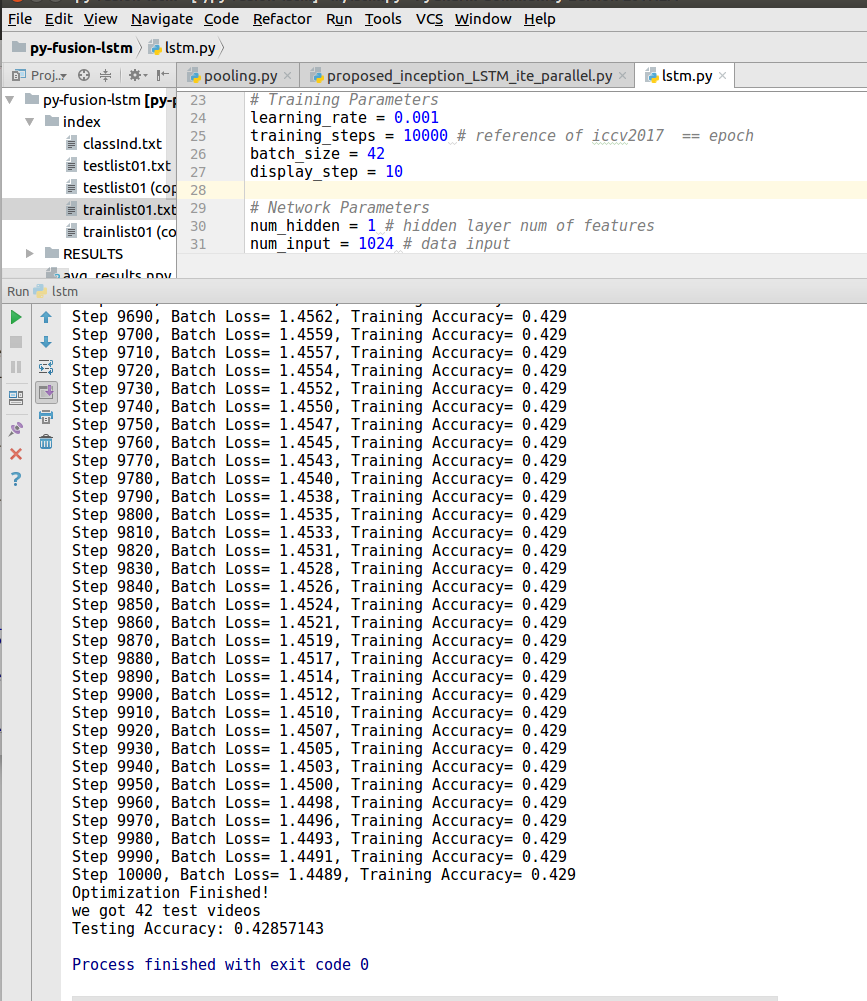 File Edit View Navigate Code Refactor Run Tools VCS Window Help
py-fusion-lstm lstm.py
Proj.. pooling.py proposed_inception_LSTM_ite_parallel.py lstm.py
py-fusion-lstm [py-
index
classInd.txt
testlist01.txt
testlist01 (cop
trainlist01.txt
trainlist01 (co
RESULTS
avg_results.npy
23 # Training Parameters
24 learning_rate = 0.001
25 training_steps = 10000 # reference of iccv2017 == epoch
26 batch_size = 42
27 display_step = 10
28
29 # Network Parameters
30 num_hidden = 1 # hidden layer num of features
31 num_input = 1024 # data input
Run lstm
Step 9690, Batch Loss= 1.4562, Training Accuracy= 0.429
Step 9700, Batch Loss= 1.4559, Training Accuracy= 0.429
Step 9710, Batch Loss= 1.4557, Training Accuracy= 0.429
Step 9720, Batch Loss= 1.4554, Training Accuracy= 0.429
Step 9730, Batch Loss= 1.4552, Training Accuracy= 0.429
Step 9740, Batch Loss= 1.4550, Training Accuracy= 0.429
Step 9750, Batch Loss= 1.4547, Training Accuracy= 0.429
Step 9760, Batch Loss= 1.4545, Training Accuracy= 0.429
Step 9770, Batch Loss= 1.4543, Training Accuracy= 0.429
Step 9780, Batch Loss= 1.4540, Training Accuracy= 0.429
Step 9790, Batch Loss= 1.4538, Training Accuracy= 0.429
Step 9800, Batch Loss= 1.4535, Training Accuracy= 0.429
Step 9810, Batch Loss= 1.4533, Training Accuracy= 0.429
Step 9820, Batch Loss= 1.4531, Training Accuracy= 0.429
Step 9830, Batch Loss= 1.4528, Training Accuracy= 0.429
Step 9840, Batch Loss= 1.4526, Training Accuracy= 0.429
Step 9850, Batch Loss= 1.4524, Training Accuracy= 0.429
Step 9860, Batch Loss= 1.4521, Training Accuracy= 0.429
Step 9870, Batch Loss= 1.4519, Training Accuracy= 0.429
Step 9880, Batch Loss= 1.4517, Training Accuracy= 0.429
Step 9890, Batch Loss= 1.4514, Training Accuracy= 0.429
Step 9900, Batch Loss= 1.4512, Training Accuracy= 0.429
Step 9910, Batch Loss= 1.4510, Training Accuracy= 0.429
Step 9920, Batch Loss= 1.4507, Training Accuracy= 0.429
Step 9930, Batch Loss= 1.4505, Training Accuracy= 0.429
Step 9940, Batch Loss= 1.4503, Training Accuracy= 0.429
Step 9950, Batch Loss= 1.4500, Training Accuracy= 0.429
Step 9960, Batch Loss= 1.4498, Training Accuracy= 0.429
Step 9970, Batch Loss= 1.4496, Training Accuracy= 0.429
Step 9980, Batch Loss= 1.4493, Training Accuracy= 0.429
Step 9990, Batch Loss= 1.4491, Training Accuracy= 0.429
Step 10000, Batch Loss= 1.4489, Training Accuracy= 0.429
Optimization Finished!
we got 42 test videos
Testing Accuracy: 0.42857143
Process finished with exit code 0